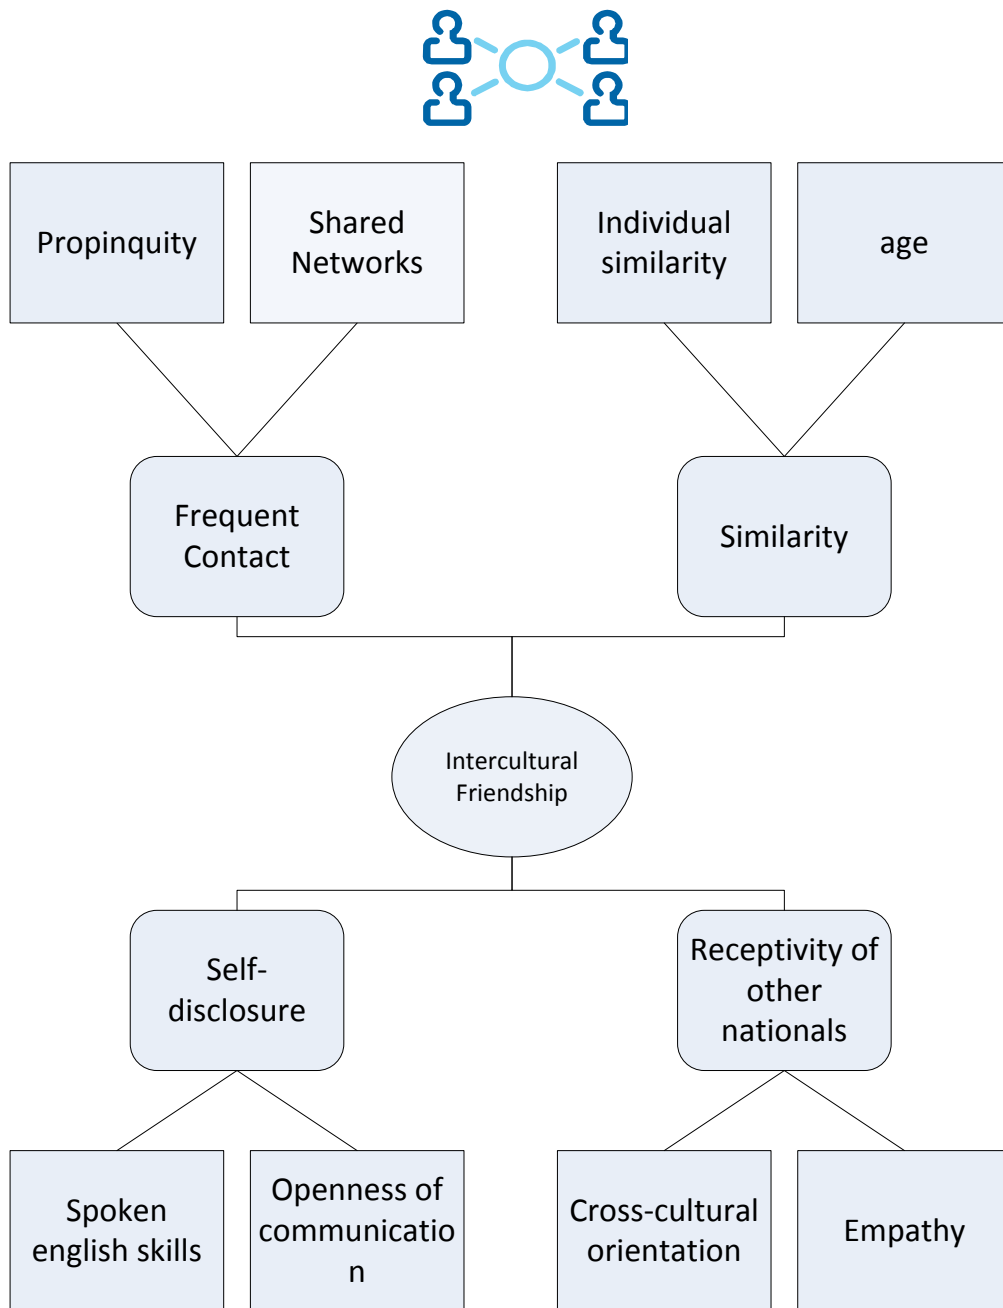 Propinquity
Shared
Networks
Individual
similarity
age
Frequent
Contact
Similarity
Intercultural
Friendship
Self-
disclosure
Receptivity of
other
nationals
Spoken
english skills
Openness of
communicatio
n
Cross-cultural
orientation
Empathy